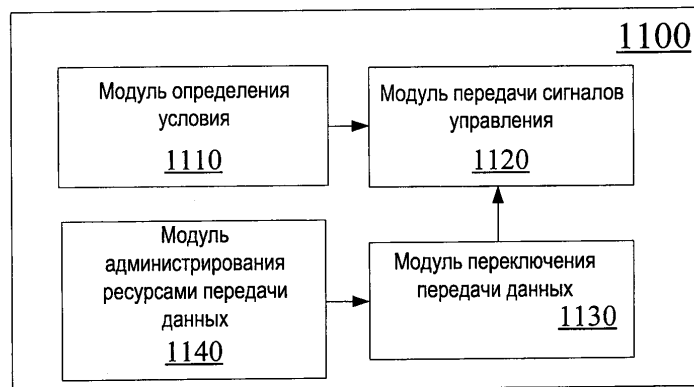 1100
Модуль определения
условия
1110
Модуль передачи сигналов
управления
1120
Модуль
администрирования
ресурсами передачи
данных
1140
Модуль переключения
передачи данных
1130